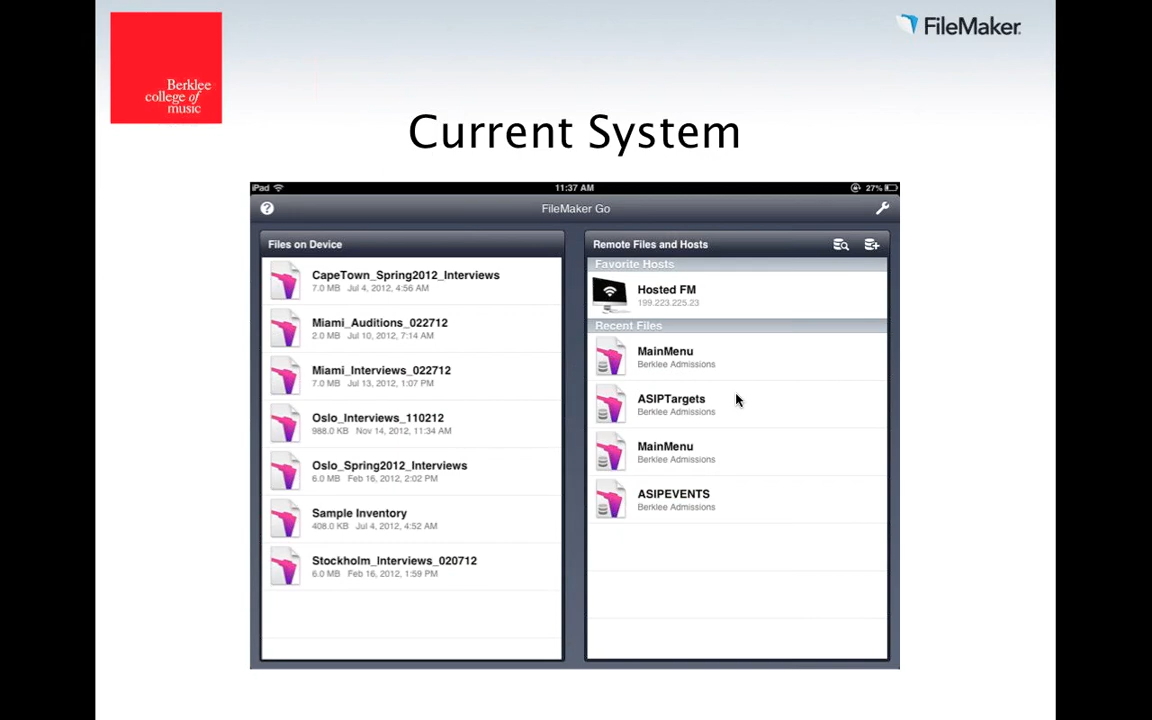 Berklee
college of
music
FileMaker.
Current System
iPad
11:37 AM
27%
?
FileMaker Go
Files on Device
CapeTown_Spring2012_Interviews
7.0 MB Jul 4, 2012, 4:56 AM
Miami_Auditions_022712
2.0 MB Jul 10, 2012, 7:14 AM
Miami_Interviews_022712
7.0 MB Jul 13, 2012, 1:07 PM
Oslo_Interviews_110212
988.0 KB Nov 14, 2012, 11:34 AM
Oslo_Spring2012_Interviews
6.0 MB Feb 16, 2012, 2:02 PM
Sample Inventory
408.0 KB Jul 4, 2012, 4:52 AM
Stockholm_Interviews_020712
6.0 MB Feb 16, 2012, 1:59 PM
Remote Files and Hosts
Favorite Hosts
Hosted FM
199.223.225.23
Recent Files
MainMenu
Berklee Admissions
ASIPTargets
Berklee Admissions
MainMenu
Berklee Admissions
ASIPEVENTS
Berklee Admissions